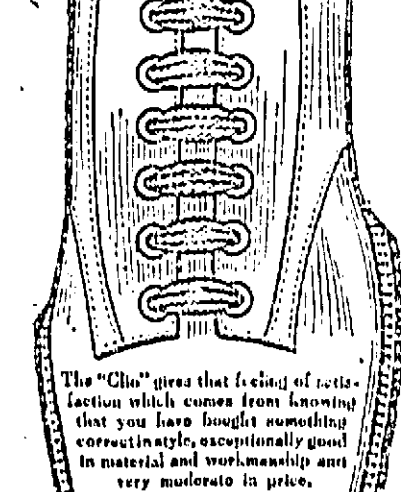 The "Clio" gives that feeling of satis-
faction which comes from knowing
that you have bought something
correct in style, exceptionally good
in material and workmanship and
very moderate in price.